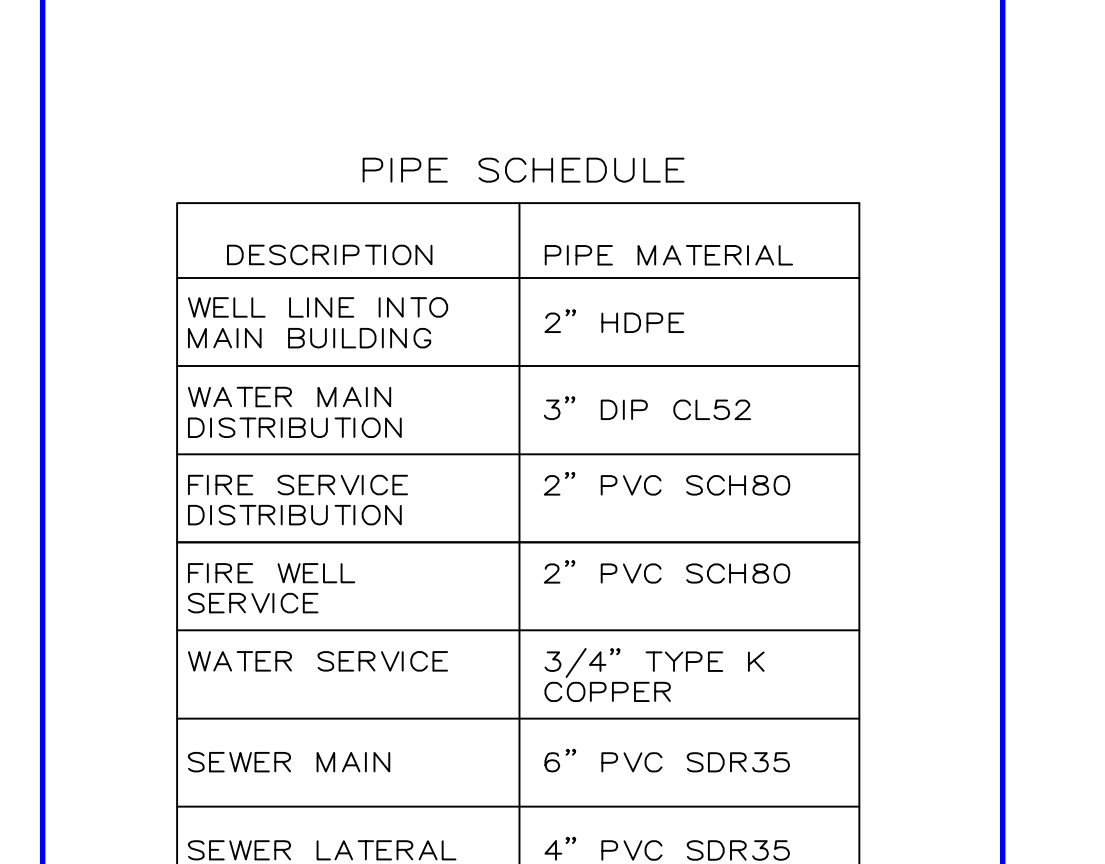 PIPE SCHEDULE
DESCRIPTION
PIPE MATERIAL
WELL LINE INTO
MAIN BUILDING
2” HDPE
WATER MAIN
DISTRIBUTION
3” DIP CL52
FIRE SERVICE
DISTRIBUTION
2” PVC SCH80
FIRE WELL
SERVICE
2” PVC SCH80
WATER SERVICE
3/4” TYPE K
COPPER
SEWER MAIN
6” PVC SDR35
SEWER LATERAL
4” PVC SDR35